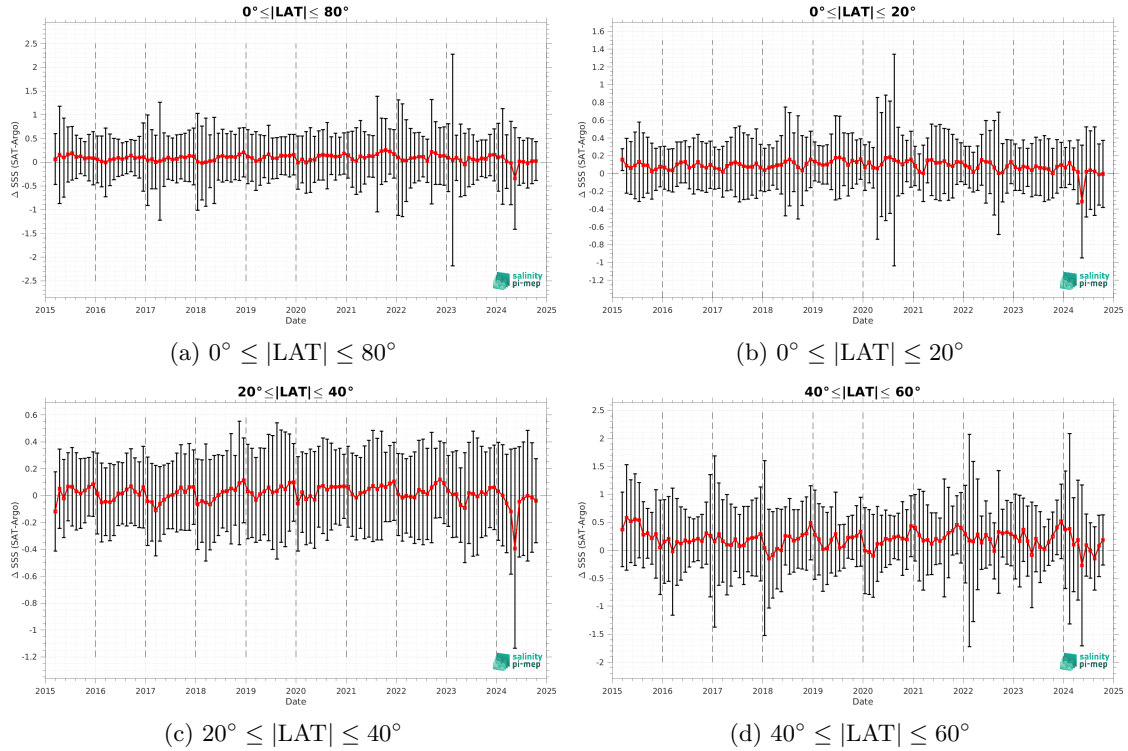 0°≤|LAT|≤ 80°
Δ SSS (SAT-Argo)
2.5
2
1.5
1
0.5
0
-0.5
-1
-1.5
-2
-2.5
2015 2016 2017 2018 2019 2020 2021 2022 2023 2024 2025
Date
salinity
pi-mep
(a) 0° ≤ |LAT| ≤ 80°
0°≤|LAT|≤ 20°
Δ SSS (SAT-Argo)
1.6
1.4
1.2
1
0.8
0.6
0.4
0.2
0
-0.2
-0.4
-0.6
-0.8
-1
-1.2
2015 2016 2017 2018 2019 2020 2021 2022 2023 2024 2025
Date
salinity
pi-mep
(b) 0° ≤ |LAT| ≤ 20°
20°≤|LAT|≤ 40°
Δ SSS (SAT-Argo)
0.6
0.4
0.2
0
-0.2
-0.4
-0.6
-0.8
-1
-1.2
2015 2016 2017 2018 2019 2020 2021 2022 2023 2024 2025
Date
salinity
pi-mep
(c) 20° ≤ |LAT| ≤ 40°
40°≤|LAT|≤ 60°
Δ SSS (SAT-Argo)
2.5
2
1.5
1
0.5
0
-0.5
-1
-1.5
-2
2015 2016 2017 2018 2019 2020 2021 2022 2023 2024 2025
Date
salinity
pi-mep
(d) 40° ≤ |LAT| ≤ 60°